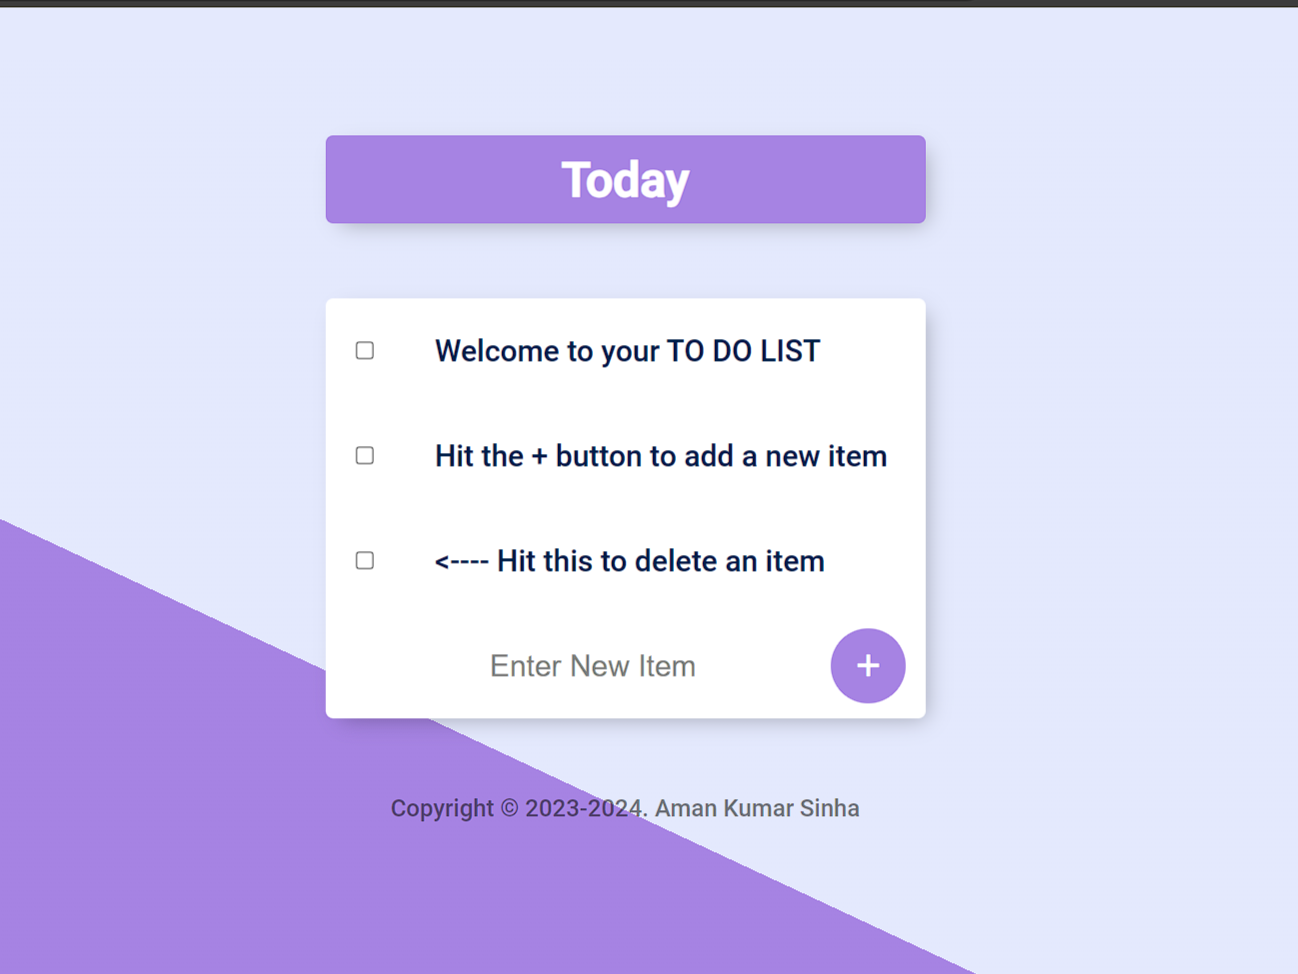 Today
Welcome to your TO DO LIST
Hit the + button to add a new item
<---- Hit this to delete an item
Enter New Item
+
Copyright © 2023-2024. Aman Kumar Sinha